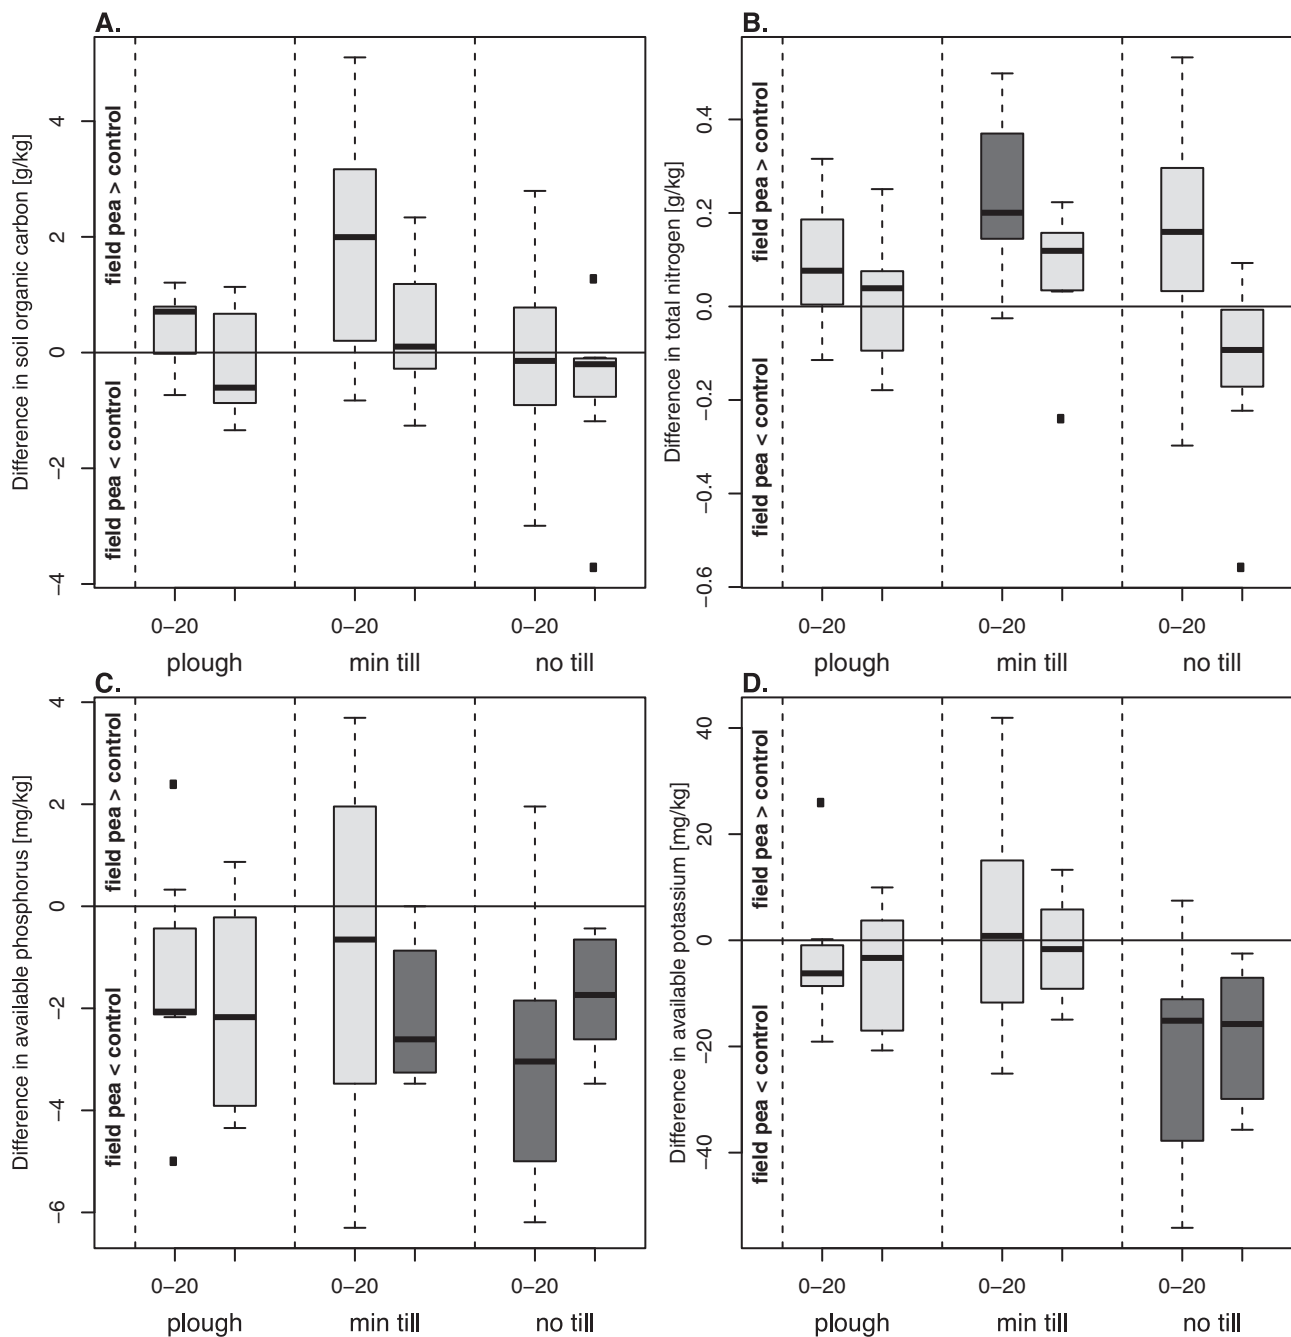 A.
Difference in soil organic carbon [g/kg]
field pea > control
field pea < control
4
2
0
−2
−4
0−20
0−20
0−20
plough
min till
no till
B.
Difference in total nitrogen [g/kg]
field pea > control
field pea < control
0.4
0.2
0.0
−0.2
−0.4
−0.6
0−20
0−20
0−20
plough
min till
no till
C.
Difference in available phosphorus [mg/kg]
field pea > control
field pea < control
4
2
0
−2
−4
−6
0−20
0−20
0−20
plough
min till
no till
D.
Difference in available potassium [mg/kg]
field pea > control
field pea < control
40
20
0
−20
−40
0−20
0−20
0−20
plough
min till
no till